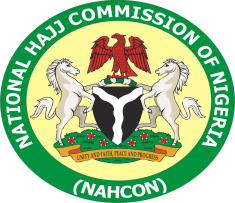 NATIONAL HAJJ COMMISSION OF NIGERIA
UNITY AND FAITH, PEACE AND PROGRESS
(NAHCON)